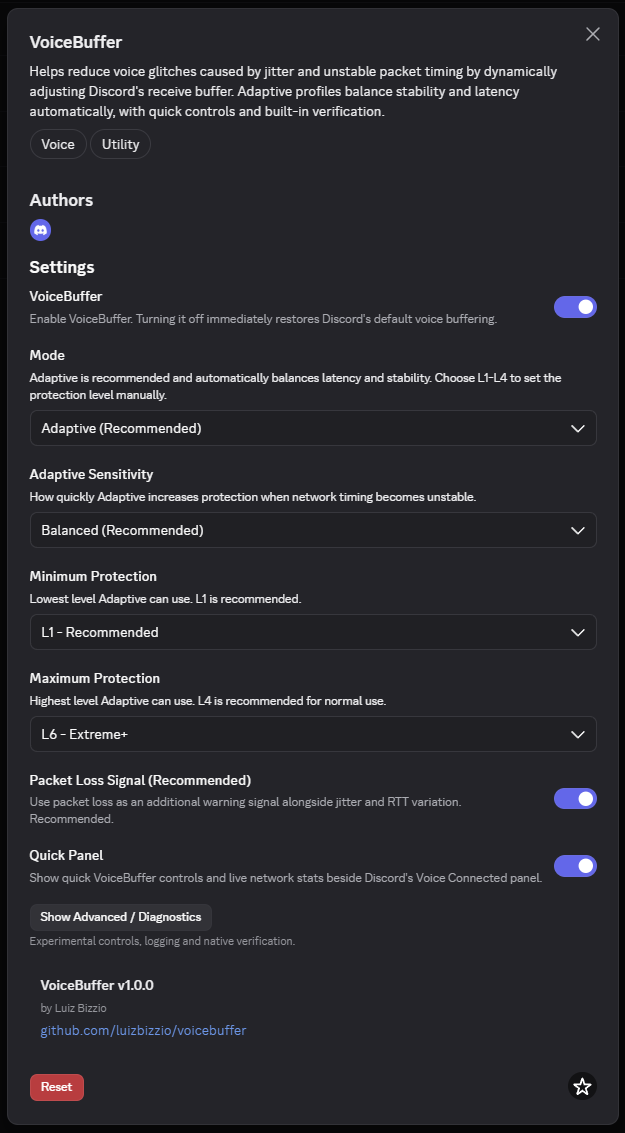 VoiceBuffer
Helps reduce voice glitches caused by jitter and unstable packet timing by dynamically
adjusting Discord's receive buffer. Adaptive profiles balance stability and latency
automatically, with quick controls and built-in verification.
Voice
Utility
Authors
Settings
VoiceBuffer
Enable VoiceBuffer. Turning it off immediately restores Discord's default voice buffering.
Mode
Adaptive is recommended and automatically balances latency and stability. Choose L1-L4 to set the
protection level manually.
Adaptive (Recommended)
Adaptive Sensitivity
How quickly Adaptive increases protection when network timing becomes unstable.
Balanced (Recommended)
Minimum Protection
Lowest level Adaptive can use. L1 is recommended.
L1 - Recommended
Maximum Protection
Highest level Adaptive can use. L4 is recommended for normal use.
L6 - Extreme+
Packet Loss Signal (Recommended)
Use packet loss as an additional warning signal alongside jitter and RTT variation.
Recommended.
Quick Panel
Show quick VoiceBuffer controls and live network stats beside Discord's Voice Connected panel.
Show Advanced / Diagnostics
Experimental controls, logging and native verification.
VoiceBuffer v1.0.0
by Luiz Bizzio
github.com/luizbizzio/voicebuffer
Reset